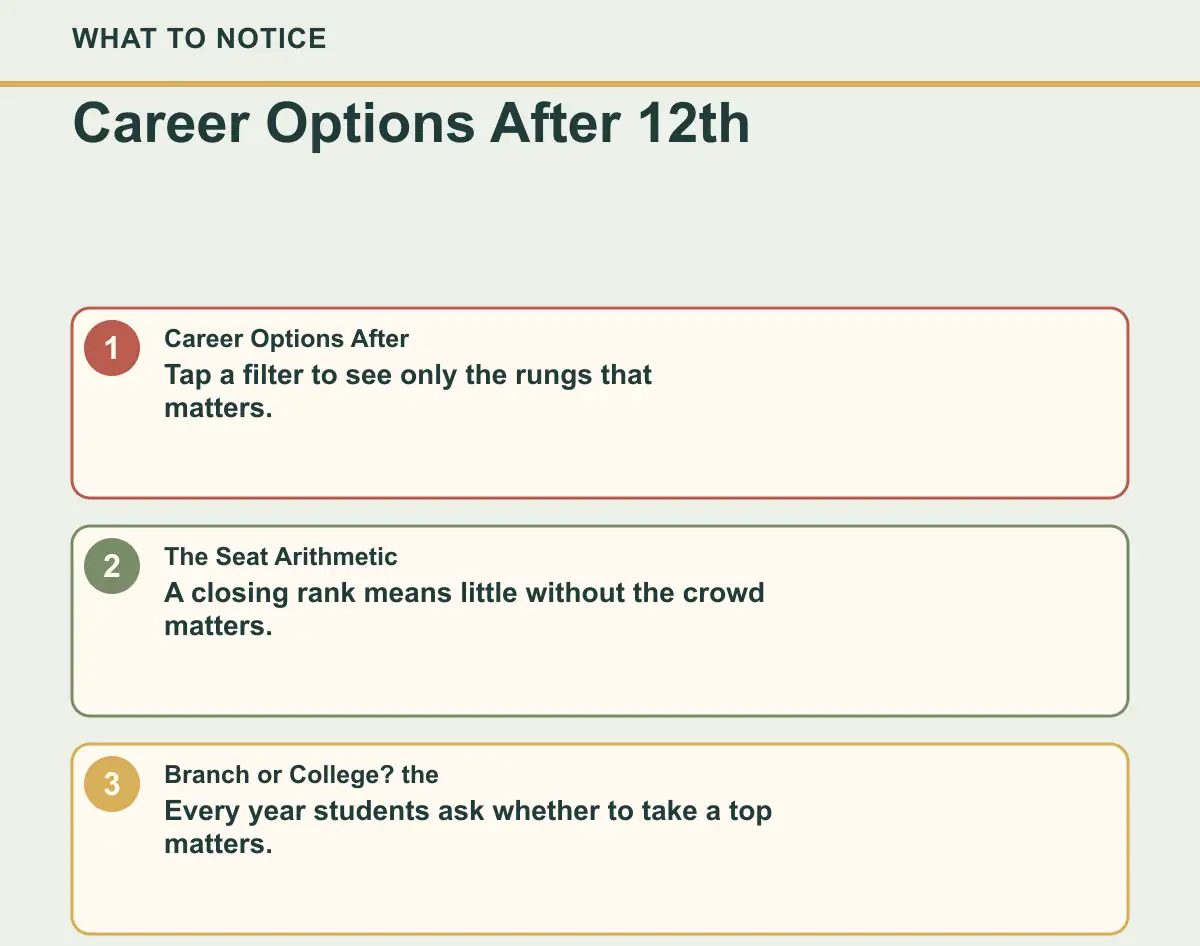 WHAT TO NOTICE
Career Options After 12th
1
Career Options After
Tap a filter to see only the rungs that
matters.
2
The Seat Arithmetic
A closing rank means little without the crowd
matters.
3
Branch or College? the
Every year students ask whether to take a top
matters.